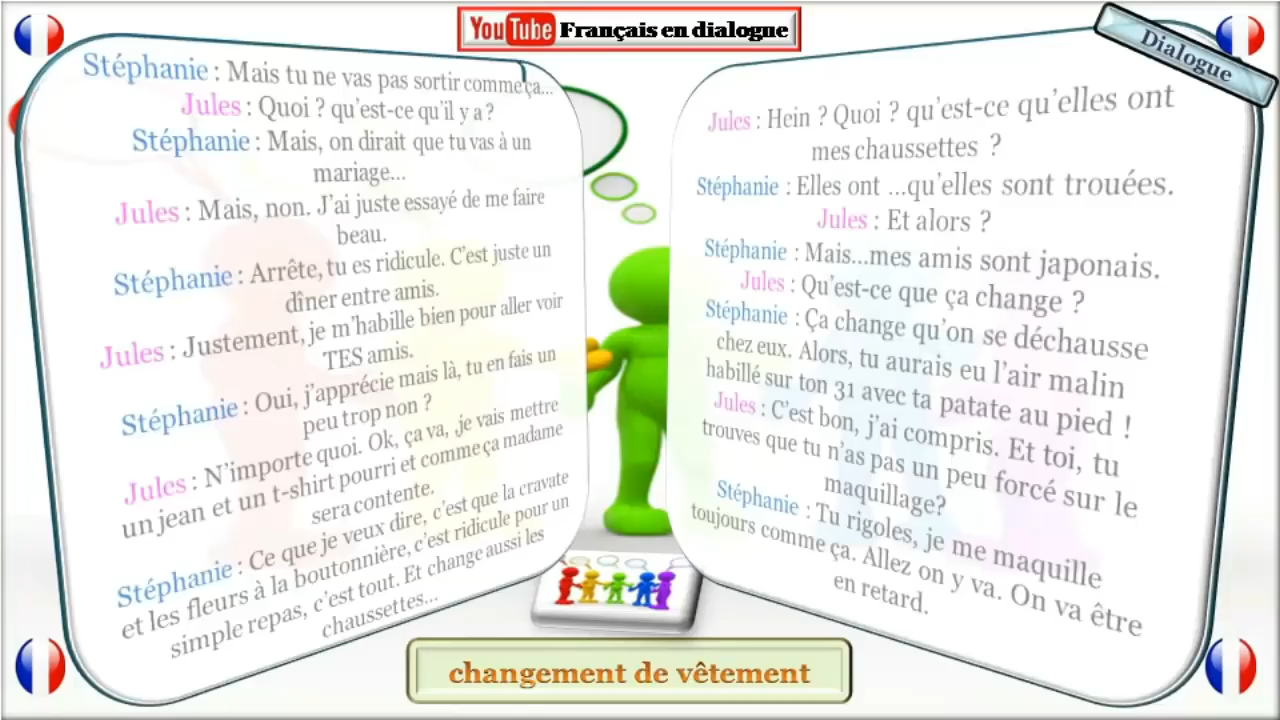 YouTube Français en dialogue
Dialogue
Stéphanie : Mais tu ne vas pas sortir comme ça...
Jules : Quoi ? qu'est-ce qu'il y a ?
Stéphanie : Mais, on dirait que tu vas à un
mariage...
Jules : Mais, non. J'ai juste essayé de me faire
beau.
Stéphanie : Arrête, tu es ridicule. C'est juste un
dîner entre amis.
Jules : Justement, je m'habille bien pour aller voir
TES amis.
Stéphanie : Oui, j'apprécie mais là, tu en fais un
peu trop non ?
Jules : N'importe quoi. Ok, ça va, je vais mettre
un jean et un t-shirt pourri et comme ça madame
sera contente.
Stéphanie : Ce que je veux dire, c'est que la cravate
et les fleurs à la boutonnière, c'est ridicule pour un
simple repas, c'est tout. Et change aussi les
chaussettes...
Jules : Hein ? Quoi ? qu'est-ce qu'elles ont
mes chaussettes ?
Stéphanie : Elles ont ...qu'elles sont trouées.
Jules : Et alors ?
Stéphanie : Mais...mes amis sont japonais.
Jules : Qu'est-ce que ça change ?
Stéphanie : Ça change qu'on se déchausse
chez eux. Alors, tu aurais eu l'air malin
habillé sur ton 31 avec ta patate au pied !
Jules : C'est bon, j'ai compris. Et toi, tu
trouves que tu n'as pas un peu forcé sur le
maquillage?
Stéphanie : Tu rigoles, je me maquille
toujours comme ça. Allez on y va. On va être
en retard.
changement de vêtement